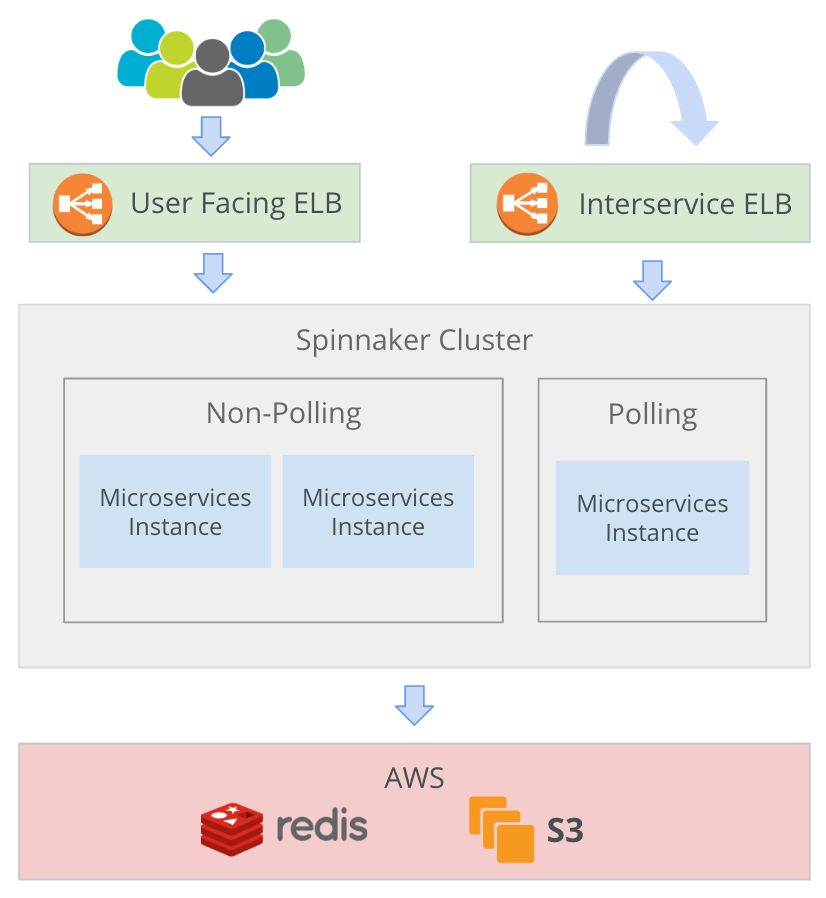 User Facing ELB
Interservice ELB
Spinnaker Cluster
Non-Polling
Microservices
Instance
Microservices
Instance
Polling
Microservices
Instance
AWS
redis
S3